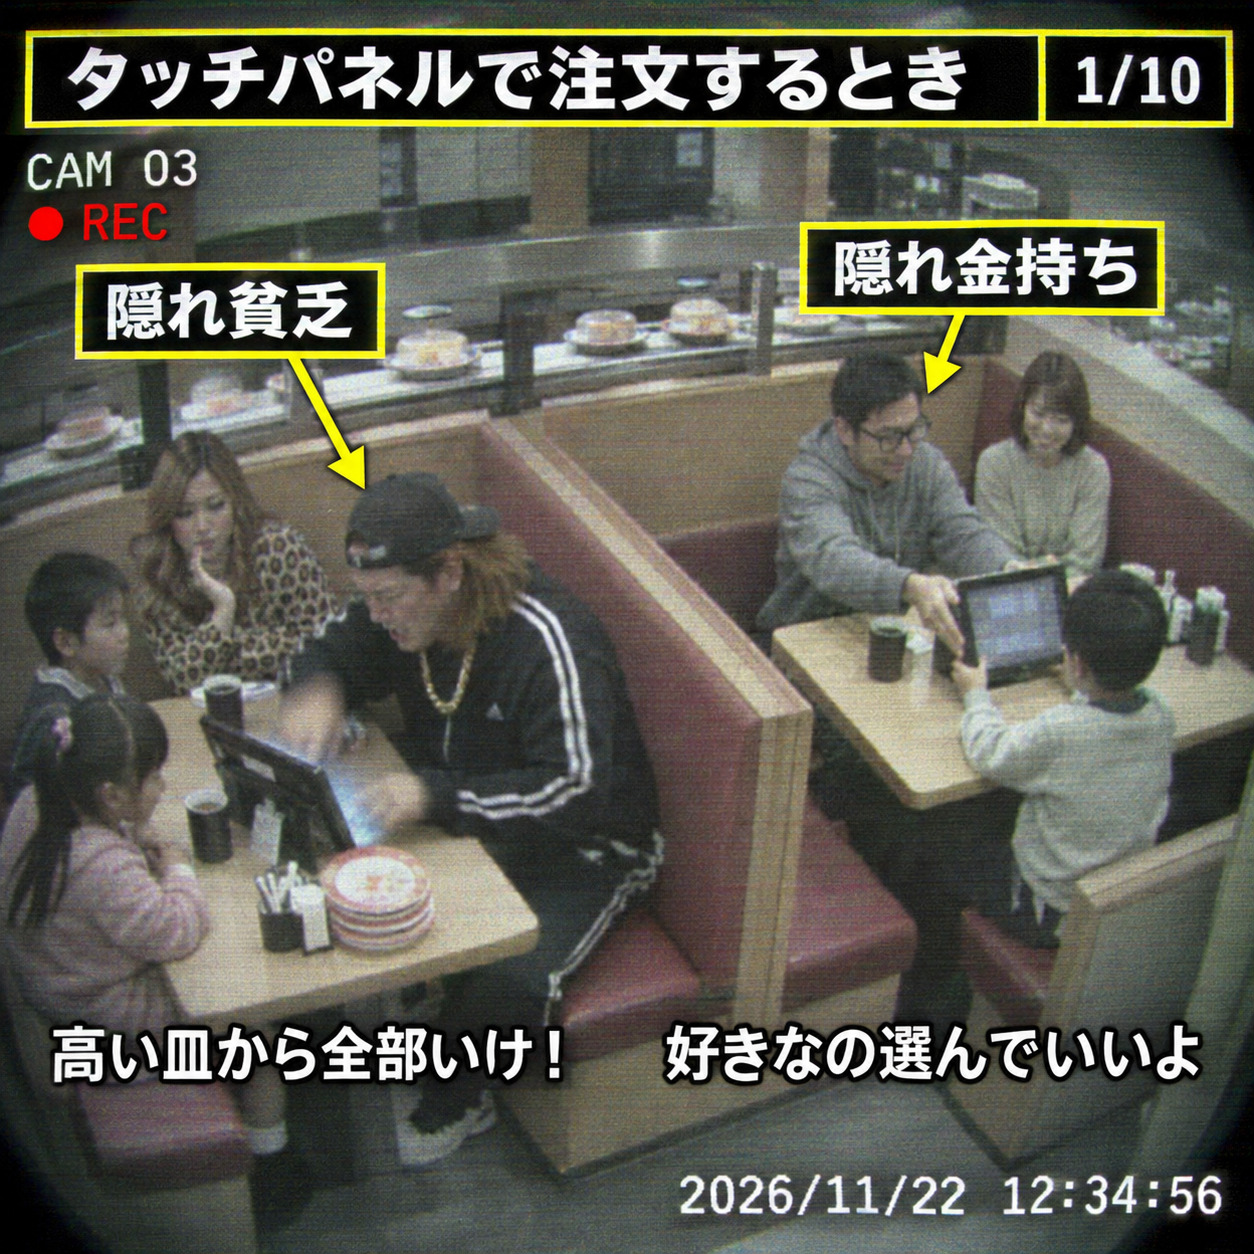 タッチパネルで注文するとき
1/10
CAM 03
REC
隠れ貧乏
隠れ金持ち
高い皿から全部いけ！
好きなの選んでいいよ
2026/11/22 12:34:56